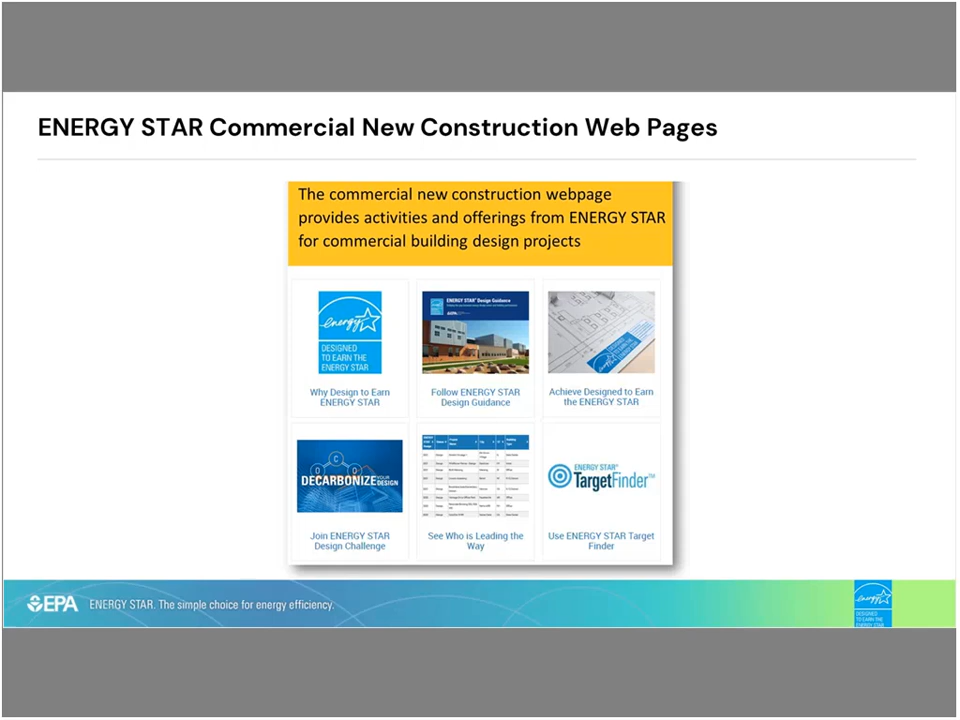 ENERGY STAR Commercial New Construction Web Pages
The commercial new construction webpage
provides activities and offerings from ENERGY STAR
for commercial building design projects
energy
DESIGNED
TO EARN THE
ENERGY STAR
Why Design to Earn
ENERGY STAR
ENERGY STAR® Design Guidance
EPA
Follow ENERGY STAR
Design Guidance
Achieve Designed to Earn
the ENERGY STAR
D C O
DECARBONIZE YOUR
DESIGN
Join ENERGY STAR
Design Challenge
See Who is Leading the
Way
ENERGY STAR®
TargetFinder™
Use ENERGY STAR Target
Finder
EPA ENERGY STAR. The simple choice for energy efficiency.
energy
DESIGNED
TO EARN THE
ENERGY STAR